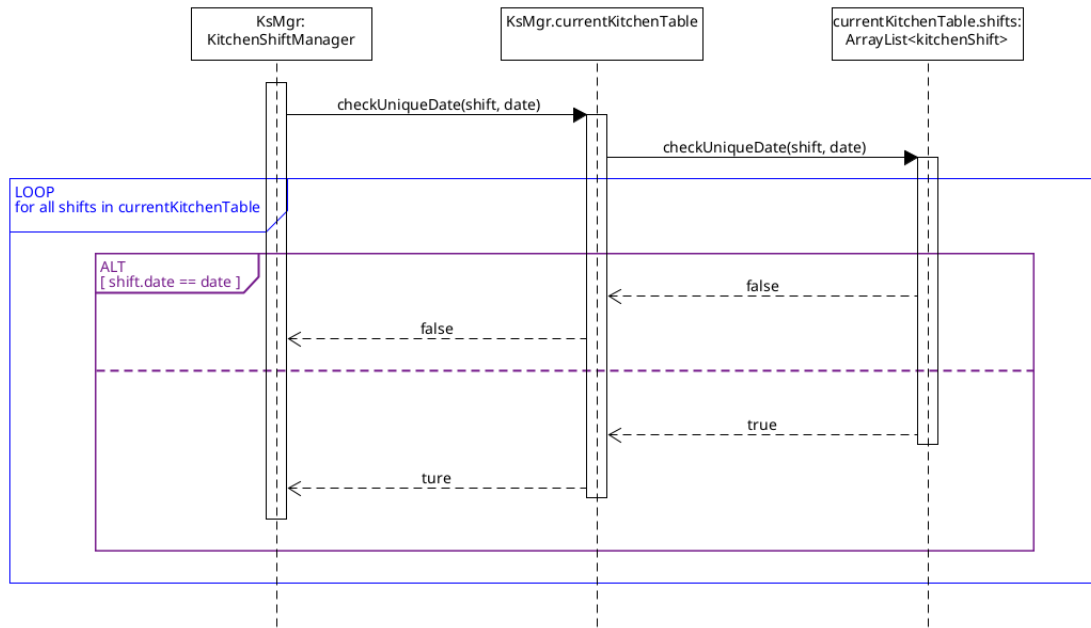 KsMgr:
KitchenShiftManager
KsMgr.currentKitchenTable
currentKitchenTable.shifts:
ArrayList<kitchenShift>
checkUniqueDate(shift, date)
checkUniqueDate(shift, date)
LOOP
for all shifts in currentKitchenTable
ALT
[ shift.date == date ]
false
false
true
ture